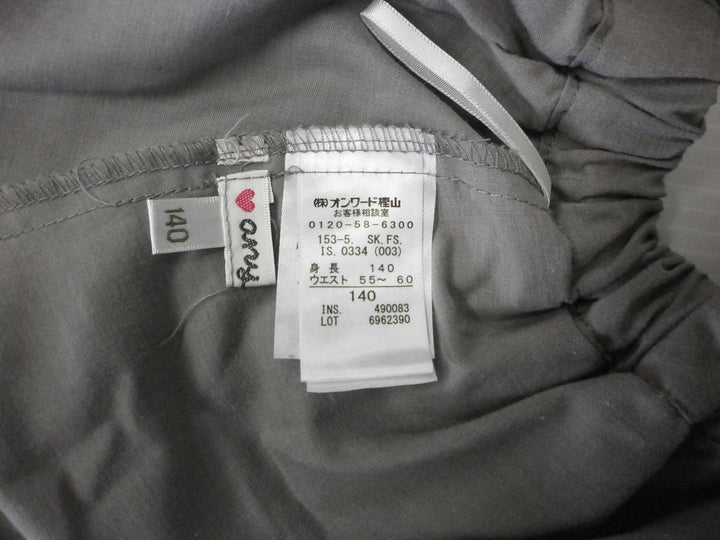 140
any
(株)オンワード樫山
お客様相談室
0120-58-6300
153-5. SK.FS.
IS.0334 (003)
身長 140
ウエスト 55～ 60
140
INS. 490083
LOT 6962390